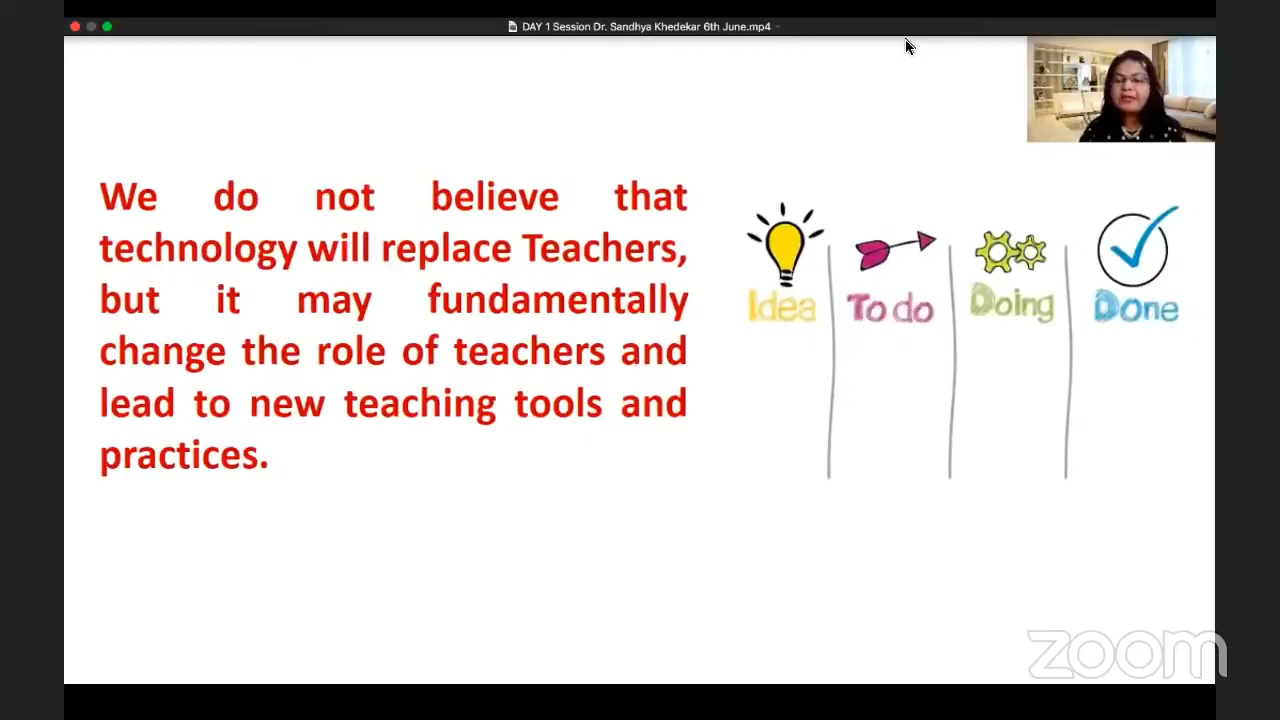 DAY 1 Session Dr. Sandhya Khedekar 6th June.mp4
We do not believe that
technology will replace Teachers,
but it may fundamentally
change the role of teachers and
lead to new teaching tools and
practices.
Idea
To do
Doing
Done
zoom